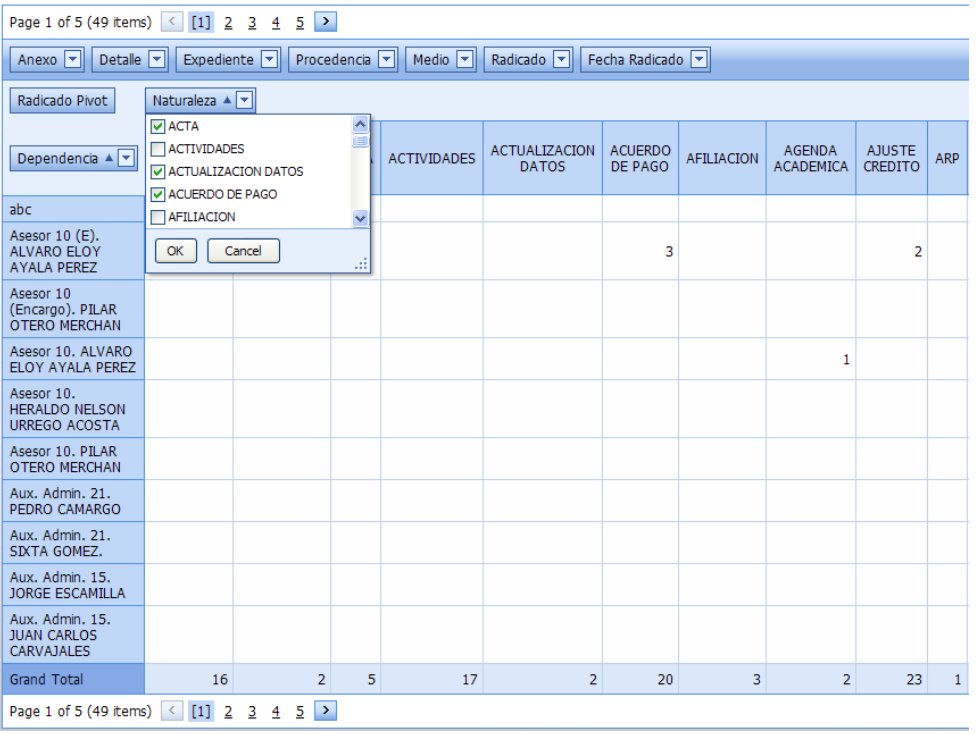 Page 1 of 5 (49 items) < [1] 2 3 4 5 >
Anexo Detalle Expediente Procedencia Medio Radicado Fecha Radicado
Radicado Pivot Naturaleza
ACTA
ACTIVIDADES
ACTUALIZACION DATOS
ACUERDO DE PAGO
AFILIACION
OK Cancel
Dependencia
ACTIVIDADES
ACTUALIZACION
DATOS
ACUERDO
DE PAGO
AFILIACION
AGENDA
ACADEMICA
AJUSTE
CREDITO
ARP
abc
Asesor 10 (E).
ALVARO ELOY
AYALA PEREZ
3 2
Asesor 10
(Encargo). PILAR
OTERO MERCHAN
Asesor 10. ALVARO
ELOY AYALA PEREZ
1
Asesor 10.
HERALDO NELSON
URREGO ACOSTA
Asesor 10. PILAR
OTERO MERCHAN
Aux. Admin. 21.
PEDRO CAMARGO
Aux. Admin. 21.
SIXTA GOMEZ.
Aux. Admin. 15.
JORGE ESCAMILLA
Aux. Admin. 15.
JUAN CARLOS
CARVAJALES
Grand Total 16 2 5 17 2 20 3 2 23 1
Page 1 of 5 (49 items) < [1] 2 3 4 5 >